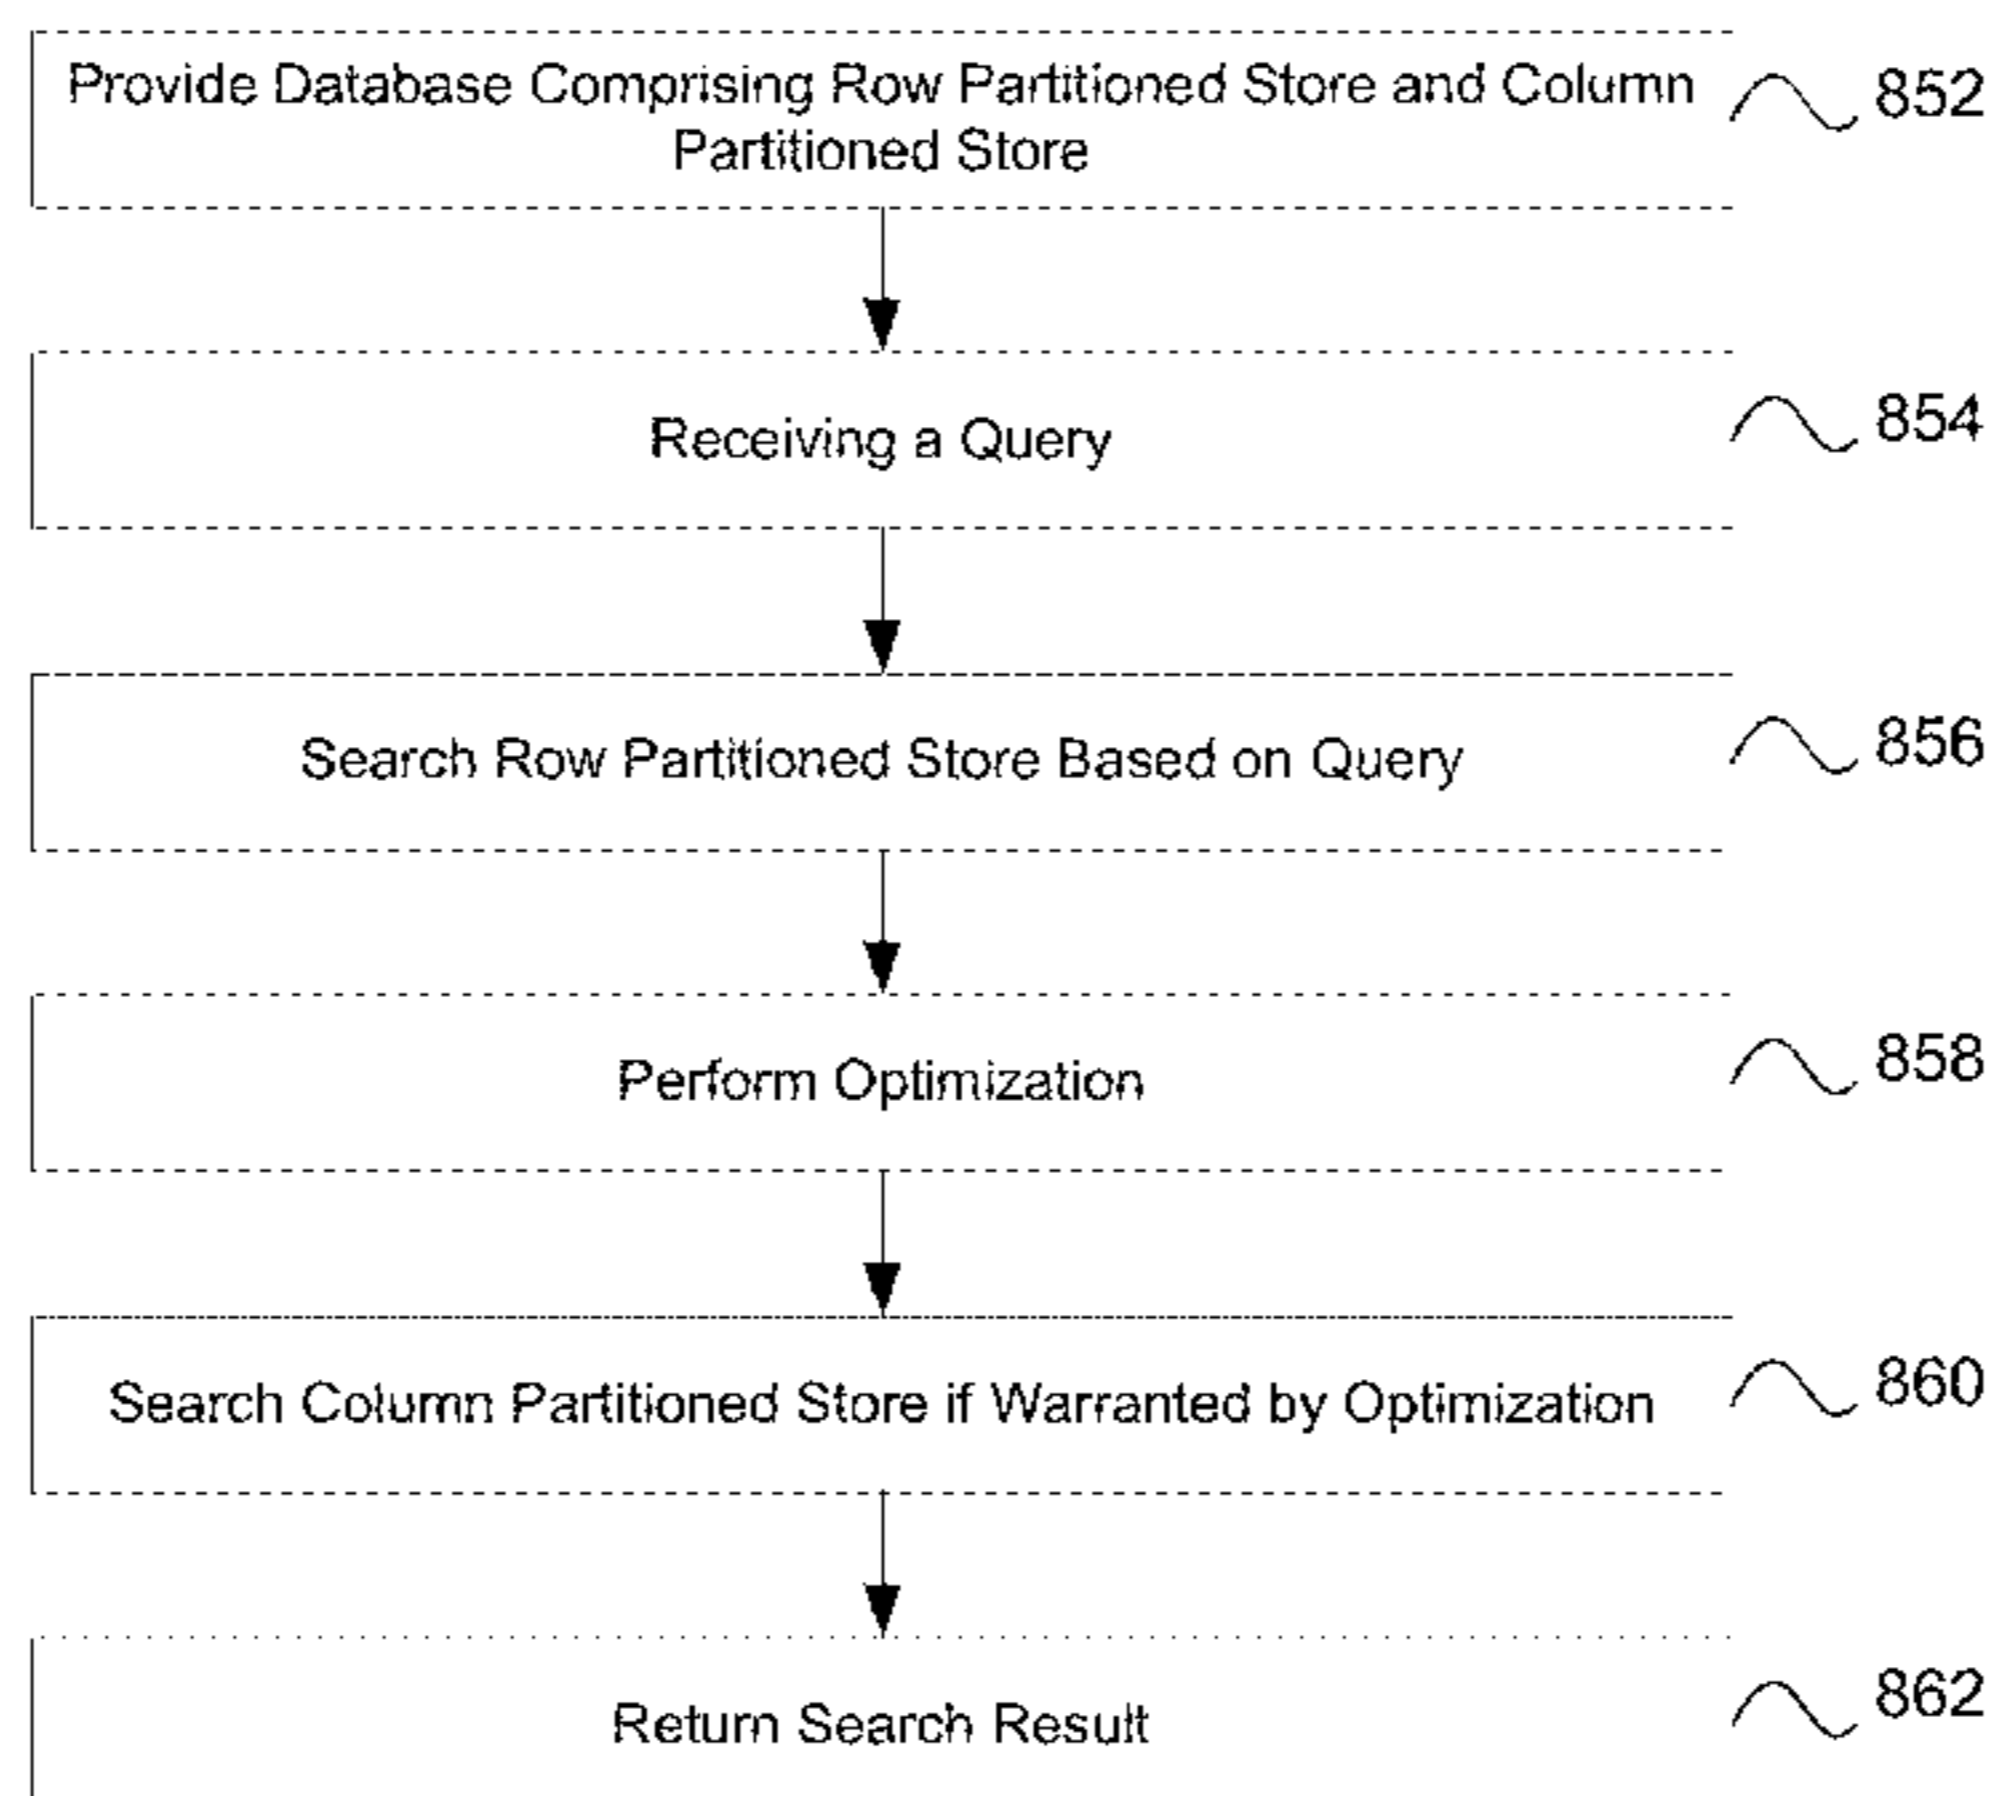 Provide Database Comprising Row Partitioned Store and Column
Partitioned Store
852
Receiving a Query
854
Search Row Partitioned Store Based on Query
856
Perform Optimization
858
Search Column Partitioned Store if Warranted by Optimization
860
Return Search Result
862